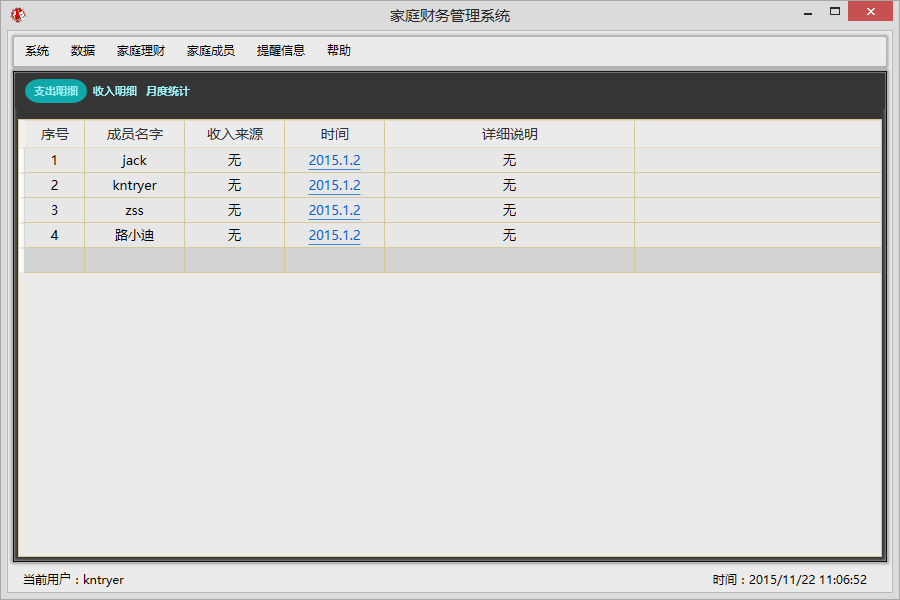 家庭财务管理系统
系统 数据 家庭理财 家庭成员 提醒信息 帮助
支出明细 收入明细 月度统计
序号 成员名字 收入来源 时间 详细说明
1 jack 无 2015.1.2 无
2 kntryer 无 2015.1.2 无
3 zss 无 2015.1.2 无
4 路小迪 无 2015.1.2 无
当前用户：kntryer 时间：2015/11/22 11:06:52